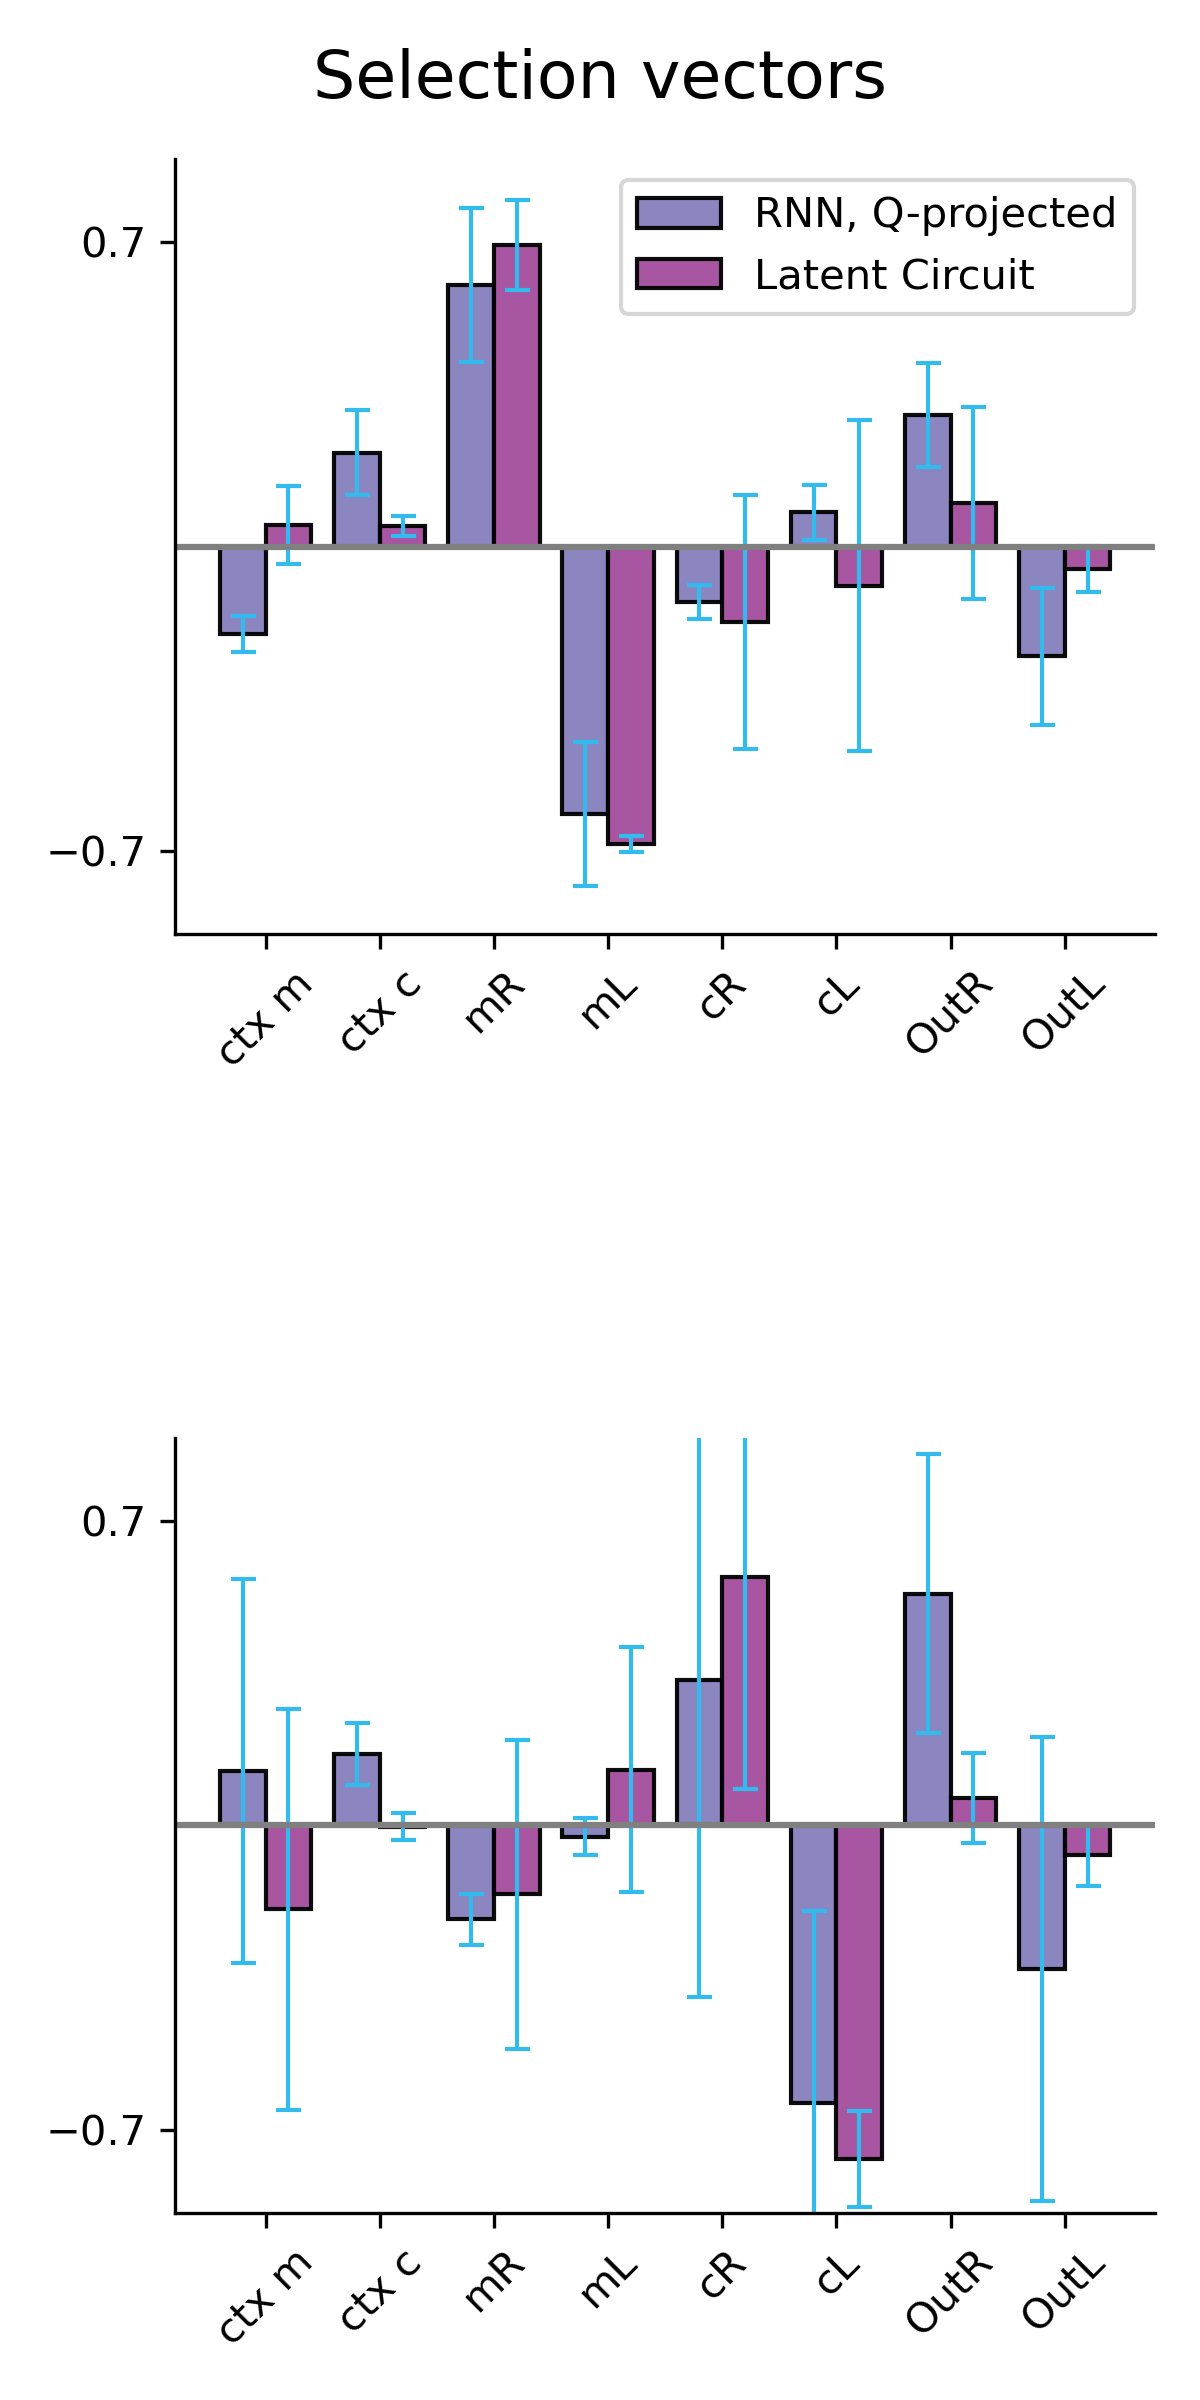 Selection vectors
0.7
−0.7
RNN, Q-projected
Latent Circuit
ctx m
ctx c
mR
mL
cR
cL
OutR
OutL
0.7
−0.7
ctx m
ctx c
mR
mL
cR
cL
OutR
OutL